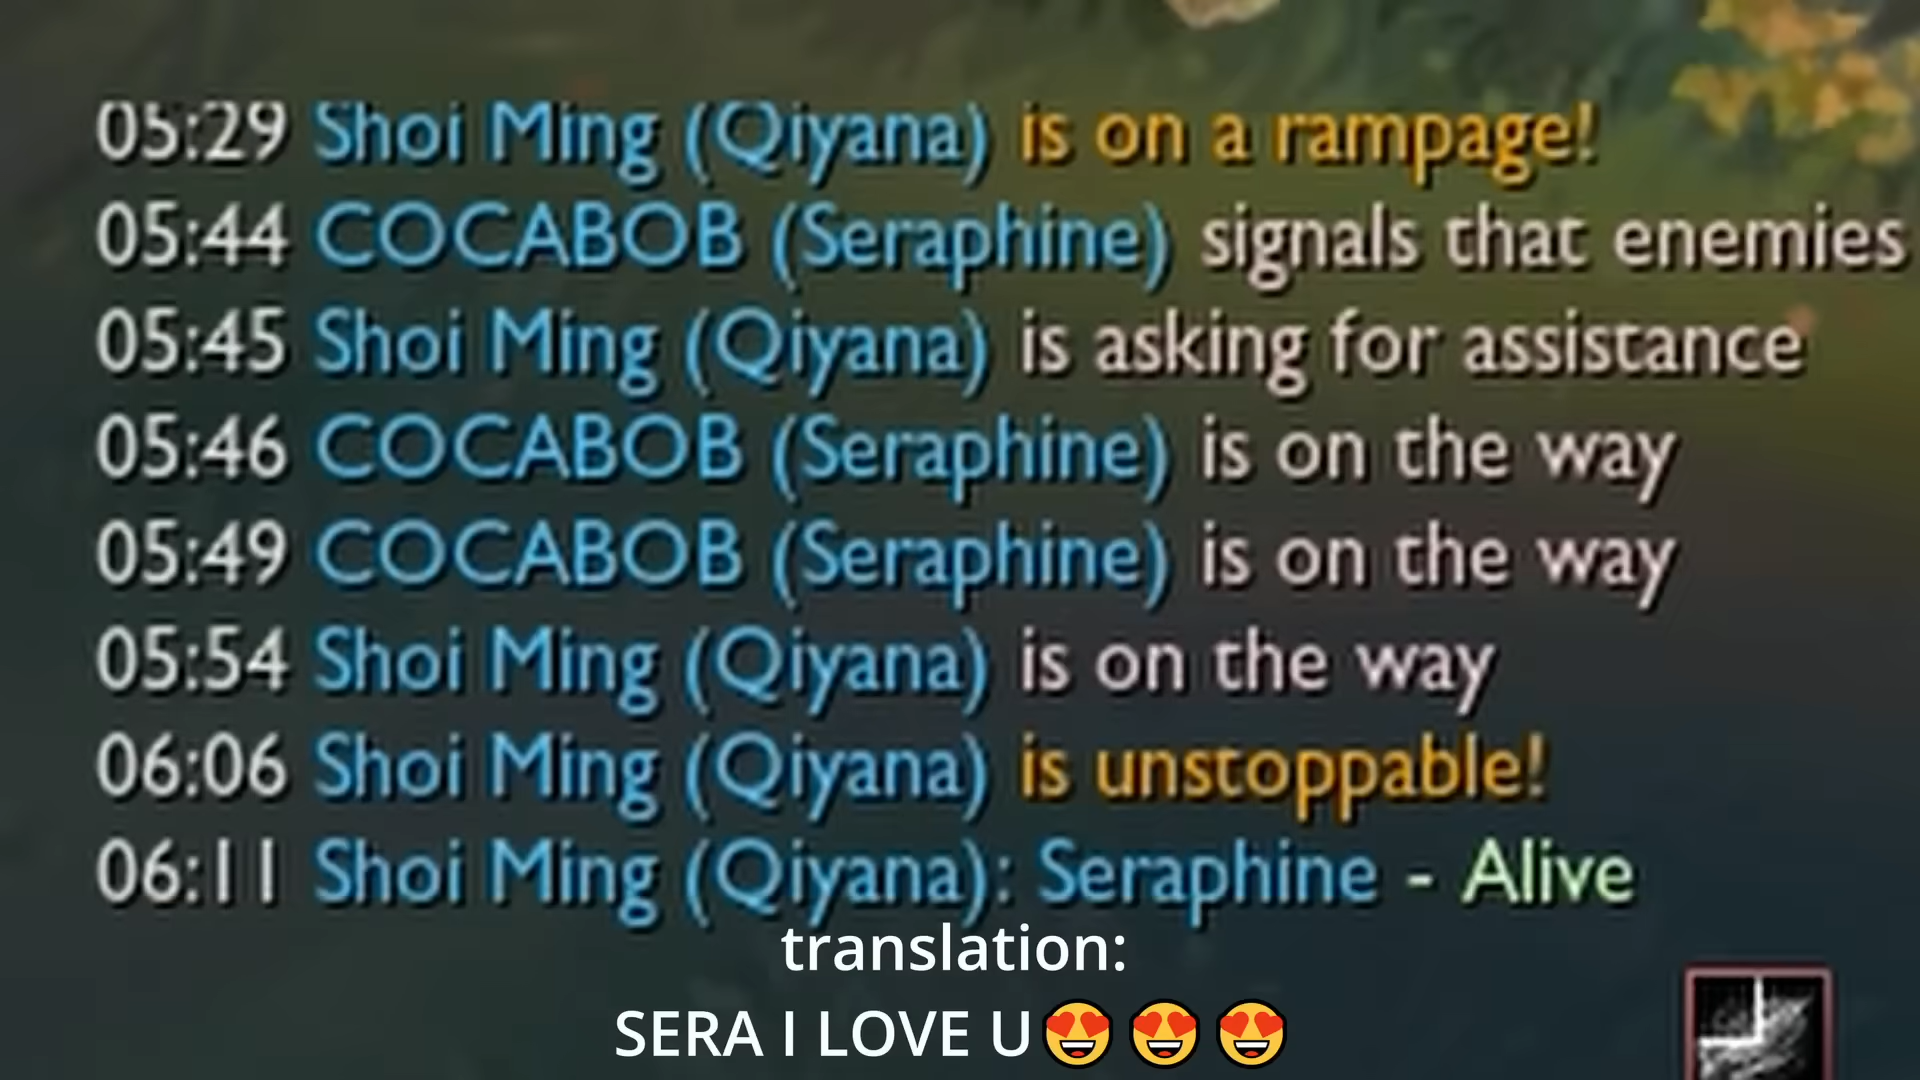 05:29 Shoi Ming (Qiyana) is on a rampage!
05:44 COCABOB (Seraphine) signals that enemies
05:45 Shoi Ming (Qiyana) is asking for assistance
05:46 COCABOB (Seraphine) is on the way
05:49 COCABOB (Seraphine) is on the way
05:54 Shoi Ming (Qiyana) is on the way
06:06 Shoi Ming (Qiyana) is unstoppable!
06:11 Shoi Ming (Qiyana): Seraphine - Alive
translation:
SERA I LOVE U😍😍😍